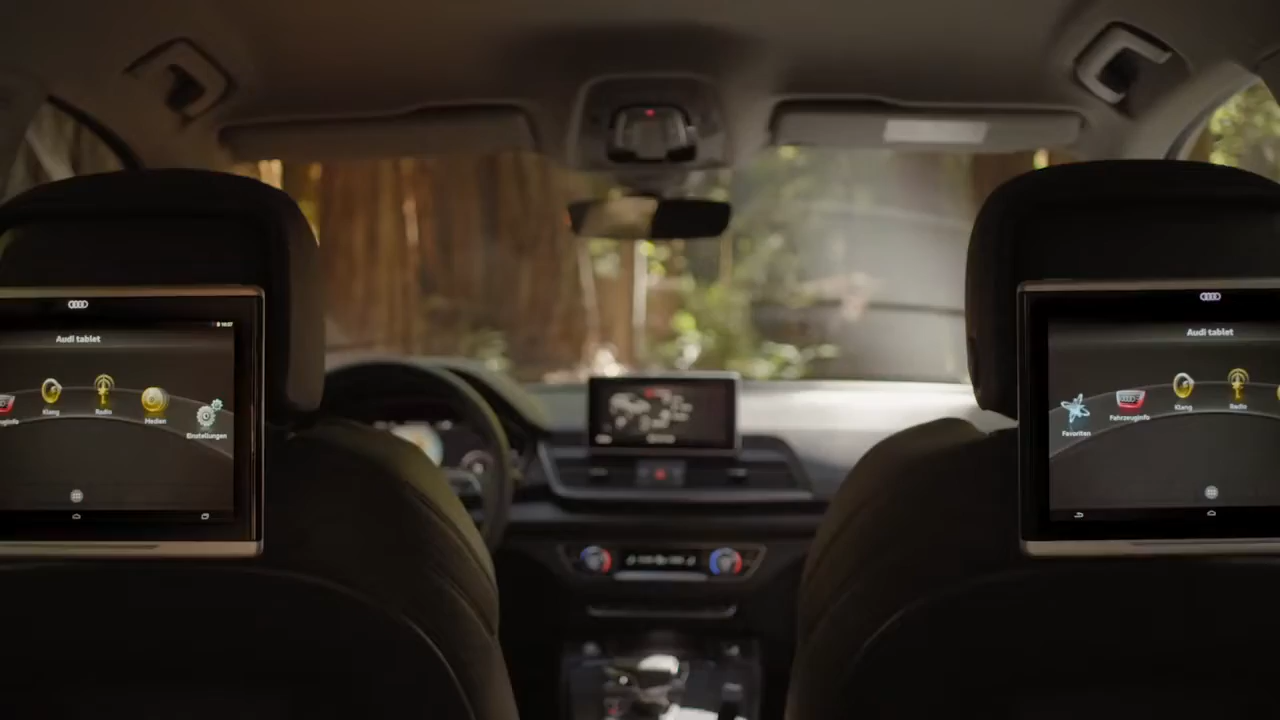 Audi tablet
Klang
Radio
Medien
Einstellungen
Audi tablet
Favoriten
Fahrzeuginfo
Klang
Radio